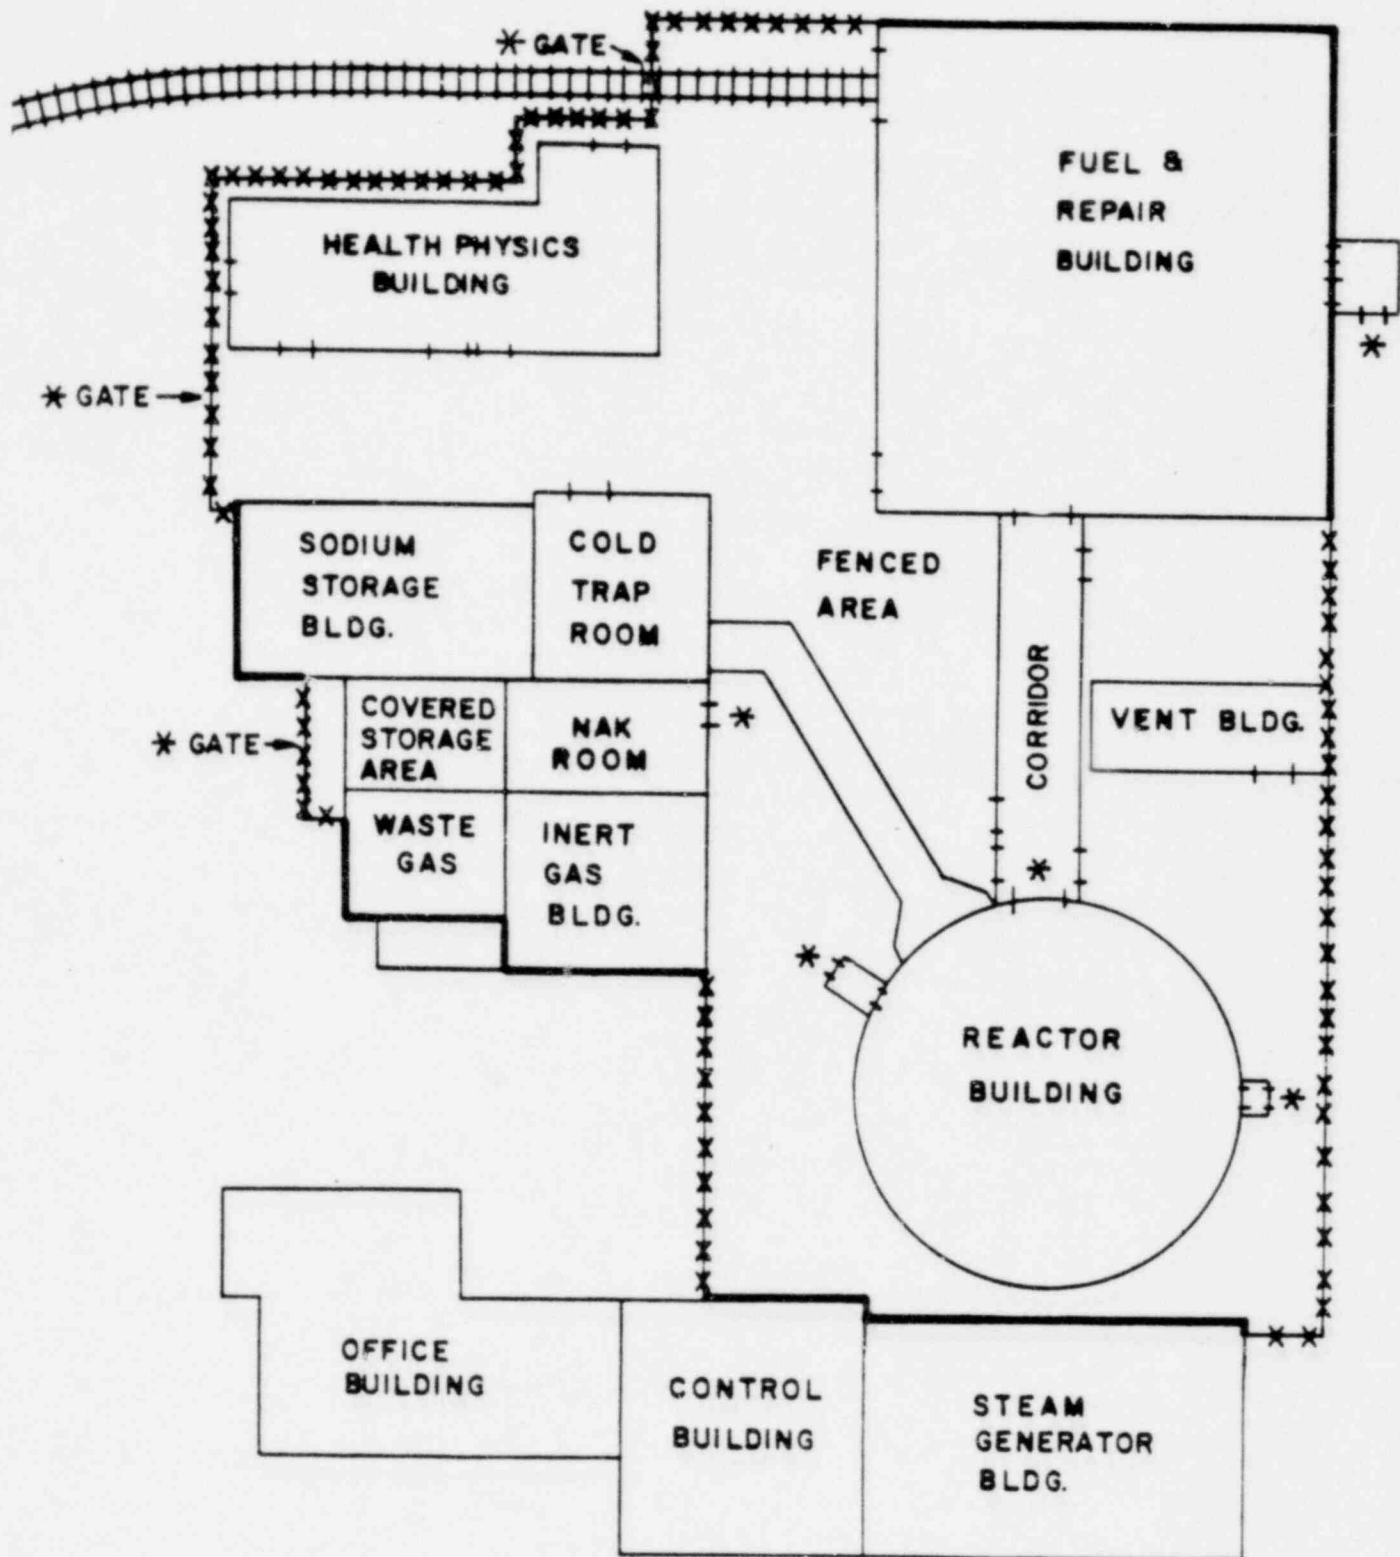 * GATE
FUEL &
REPAIR
BUILDING
HEALTH PHYSICS
BUILDING
*
* GATE
SODIUM
STORAGE
BLDG.
COLD
TRAP
ROOM
FENCED
AREA
CORRIDOR
COVERED
STORAGE
AREA
NAK
ROOM
*
VENT BLDG.
* GATE
WASTE
GAS
INERT
GAS
BLDG.
*
*
REACTOR
BUILDING
*
OFFICE
BUILDING
CONTROL
BUILDING
STEAM
GENERATOR
BLDG.